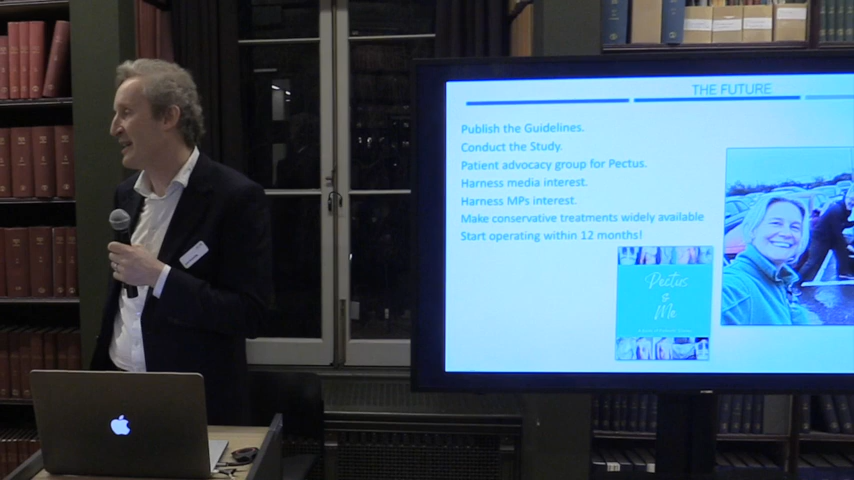 THE FUTURE
Publish the Guidelines.
Conduct the Study.
Patient advocacy group for Pectus.
Harness media interest.
Harness MPs interest.
Make conservative treatments widely available
Start operating within 12 months!
Pectus
&
Me